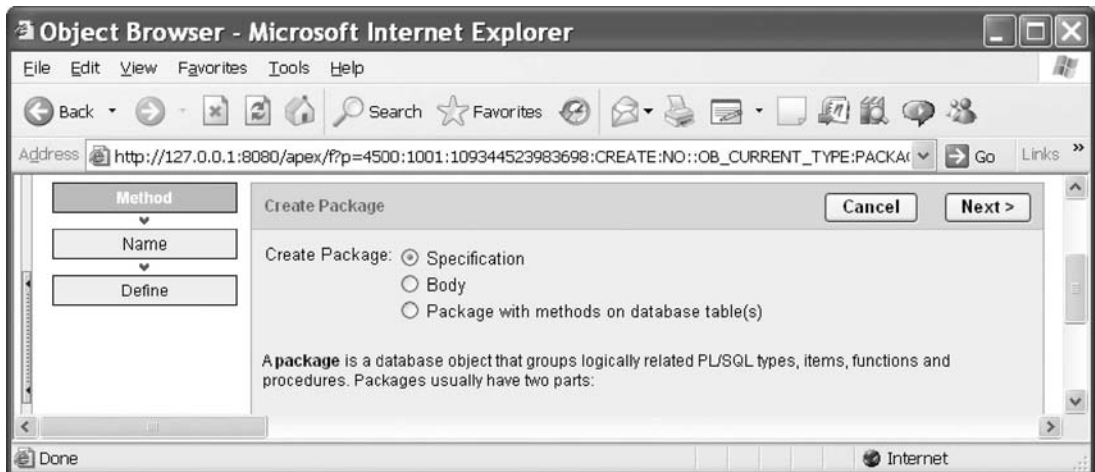 Object Browser - Microsoft Internet Explorer
File Edit View Favorites Tools Help
Back Search Favorites
Address http://127.0.0.1:8080/apex/f?p=4500:1001:109344523983698:CREATE:NO::OB_CURRENT_TYPE:PACKA Go Links »
Method
Name
Define
Create Package Cancel Next >
Create Package: Specification
Body
Package with methods on database table(s)
A package is a database object that groups logically related PL/SQL types, items, functions and
procedures. Packages usually have two parts:
Done Internet